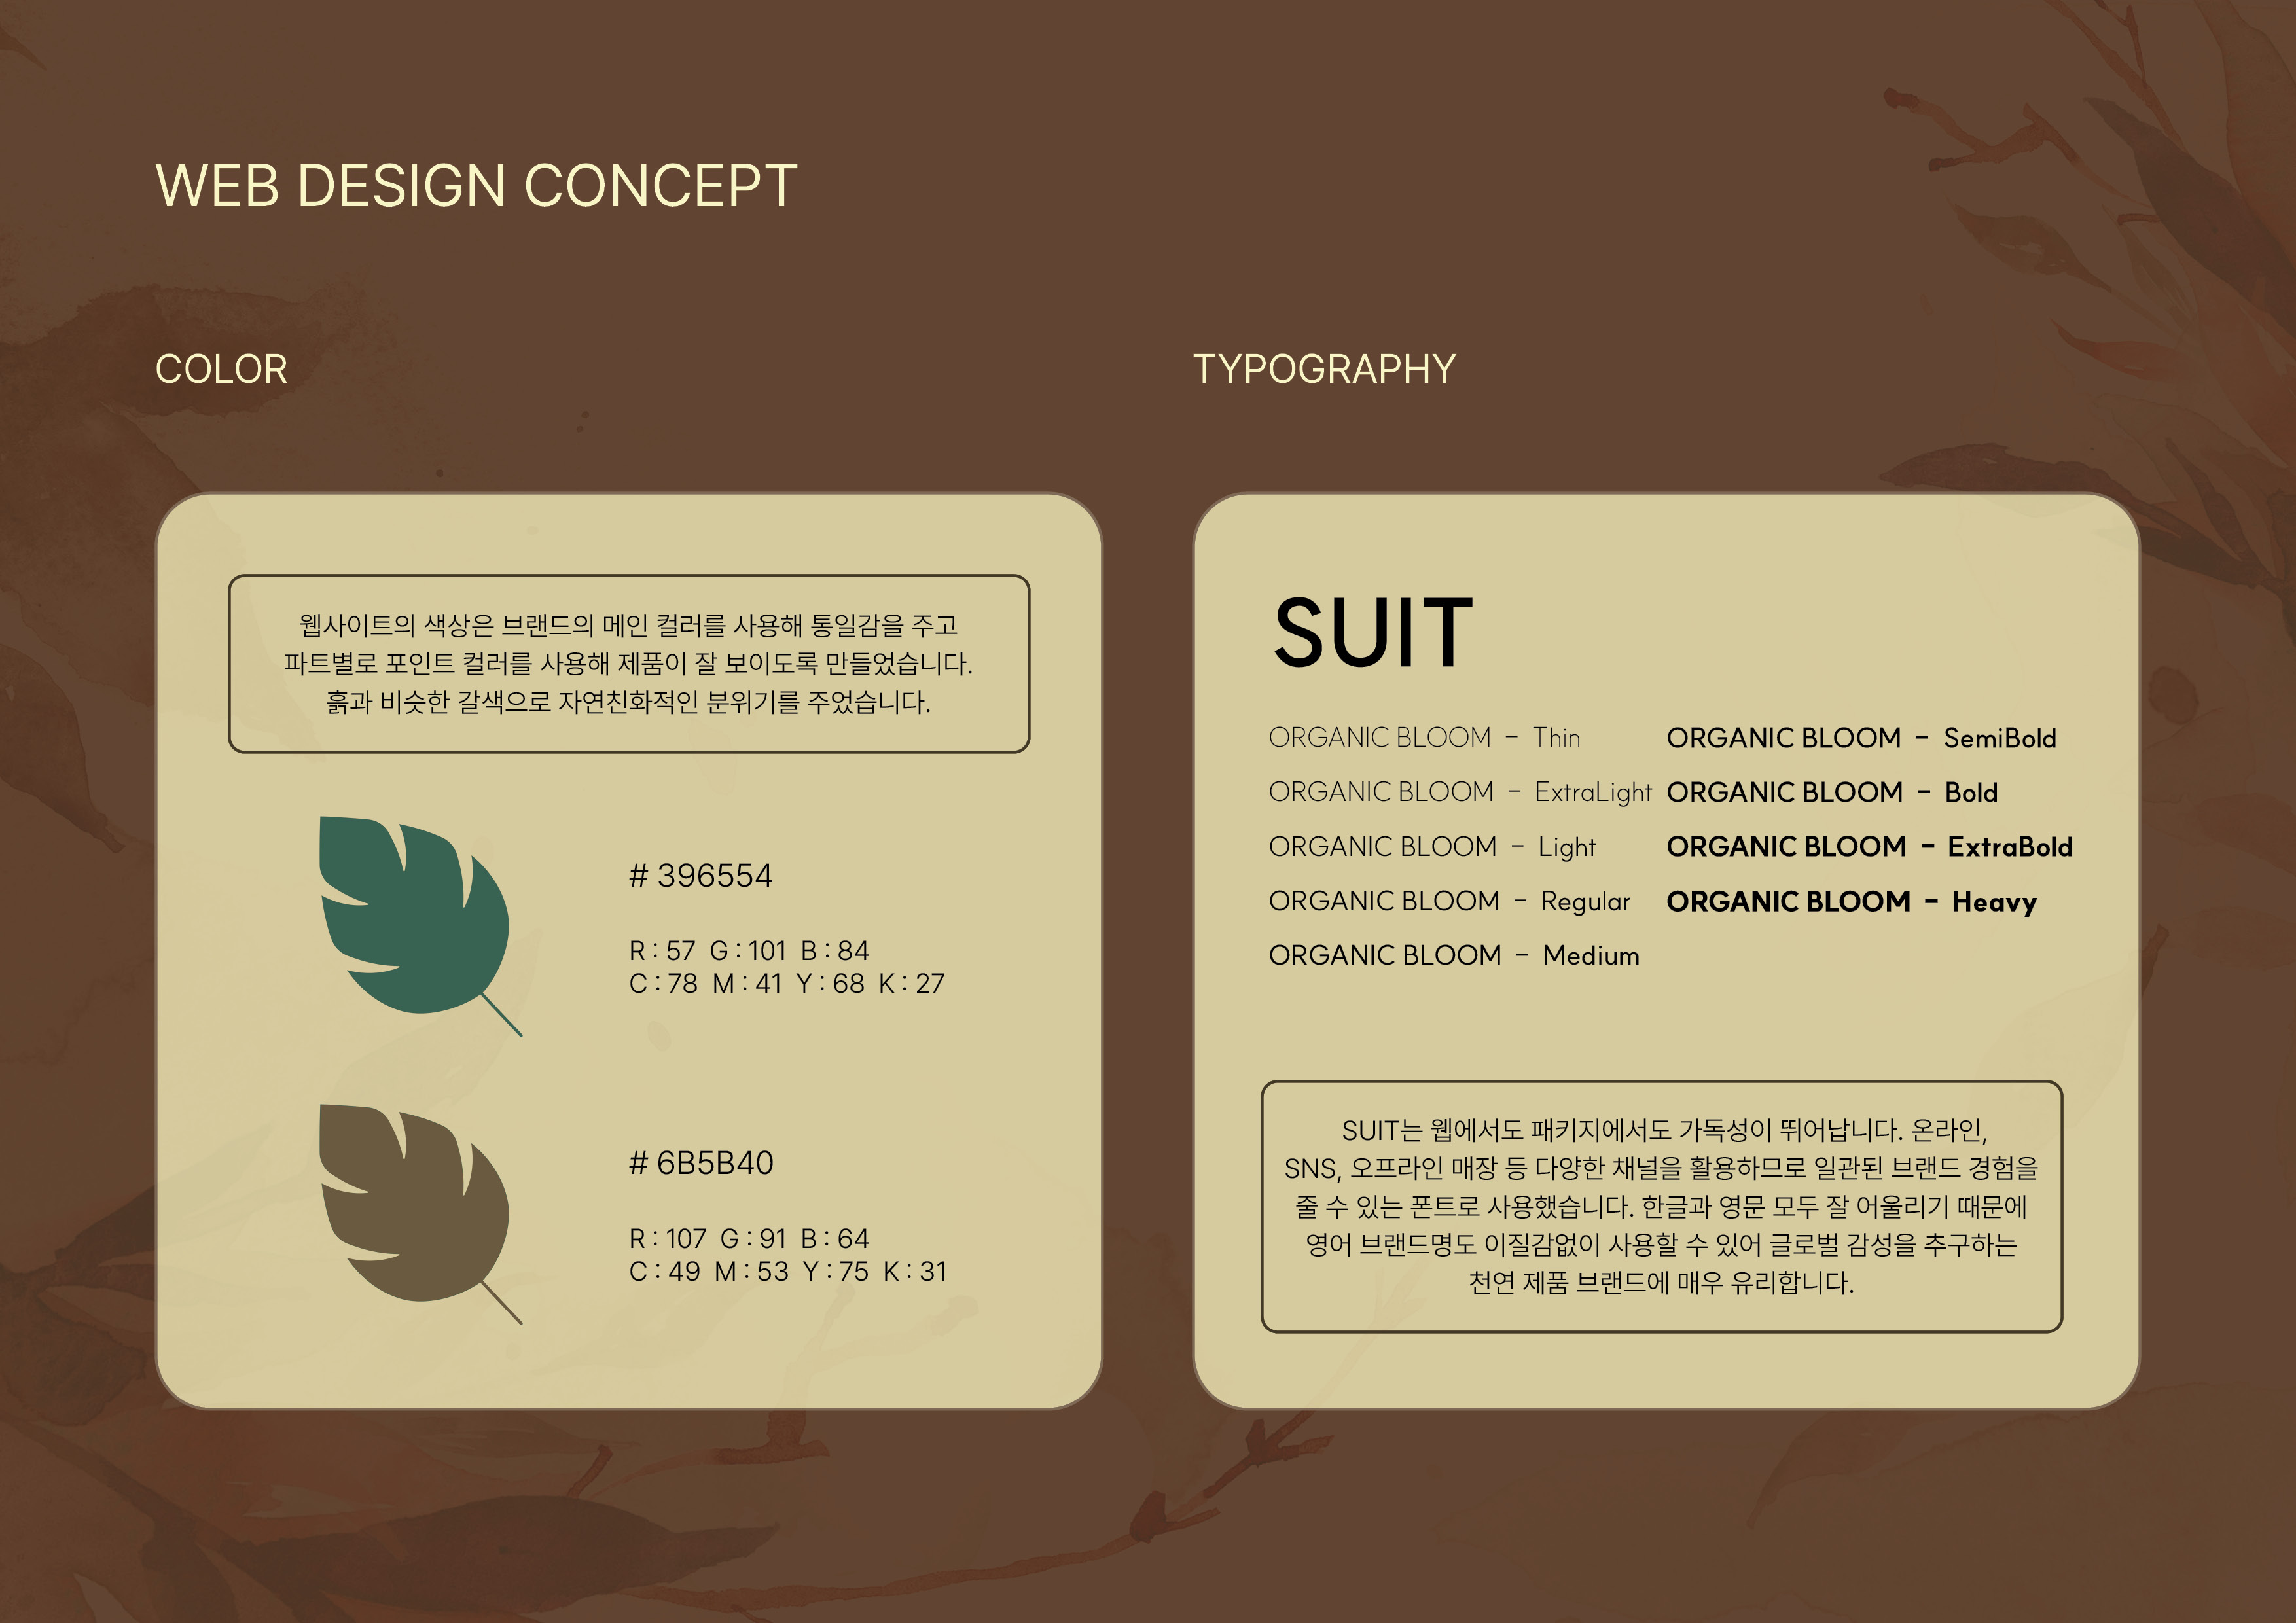 WEB DESIGN CONCEPT
COLOR
웹사이트의 색상은 브랜드의 메인 컬러를 사용해 통일감을 주고
파트별로 포인트 컬러를 사용해 제품이 잘 보이도록 만들었습니다.
흙과 비슷한 갈색으로 자연친화적인 분위기를 주었습니다.
# 396554
R : 57 G : 101 B : 84
C : 78 M : 41 Y : 68 K : 27
# 6B5B40
R : 107 G : 91 B : 64
C : 49 M : 53 Y : 75 K : 31
TYPOGRAPHY
SUIT
ORGANIC BLOOM - Thin
ORGANIC BLOOM - ExtraLight
ORGANIC BLOOM - Light
ORGANIC BLOOM - Regular
ORGANIC BLOOM - Medium
ORGANIC BLOOM - SemiBold
ORGANIC BLOOM - Bold
ORGANIC BLOOM - ExtraBold
ORGANIC BLOOM - Heavy
SUIT는 웹에서도 패키지에서도 가독성이 뛰어납니다. 온라인,
SNS, 오프라인 매장 등 다양한 채널을 활용하므로 일관된 브랜드 경험을
줄 수 있는 폰트로 사용했습니다. 한글과 영문 모두 잘 어울리기 때문에
영어 브랜드명도 이질감없이 사용할 수 있어 글로벌 감성을 추구하는
천연 제품 브랜드에 매우 유리합니다.